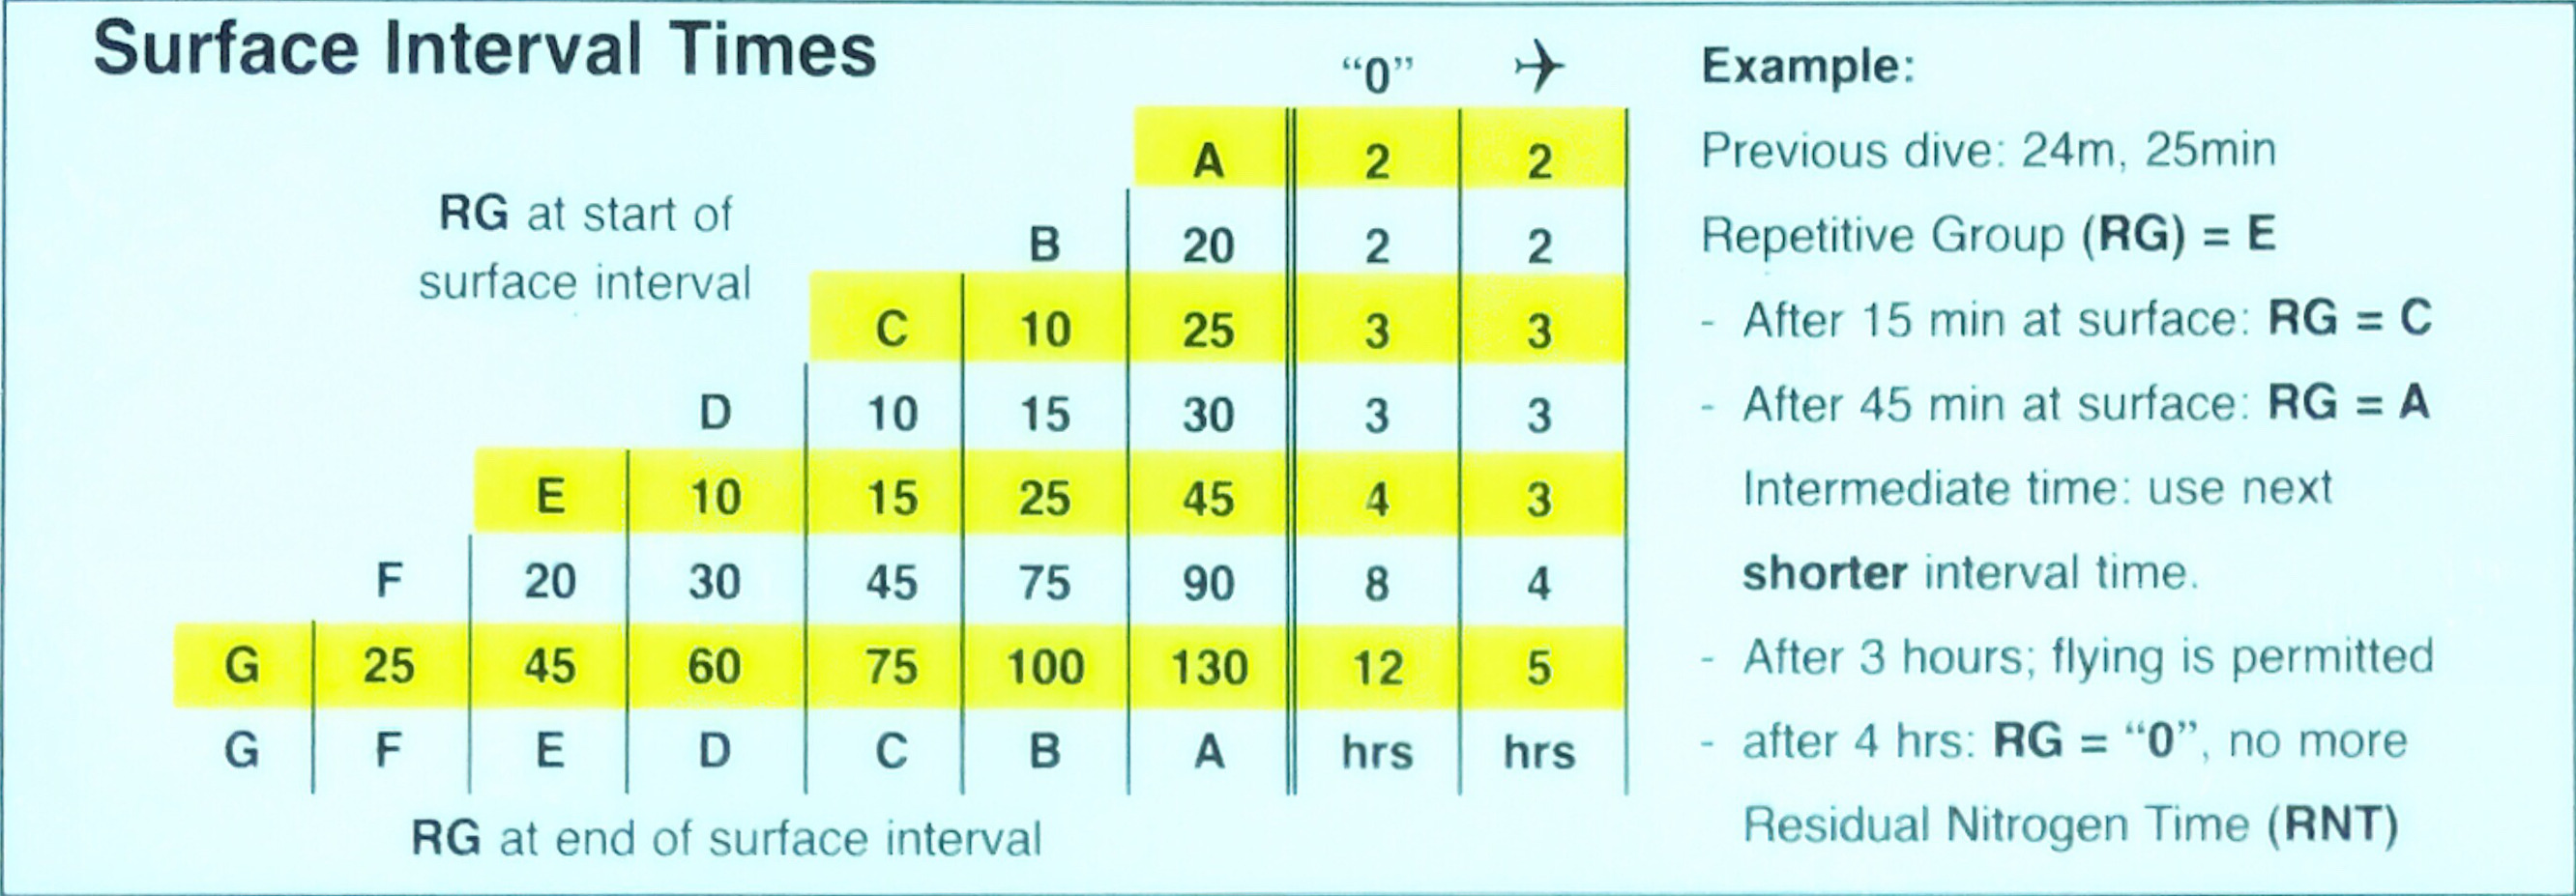 Surface Interval Times
"0" ✈
A 2 2
RG at start of
surface interval
B 20 2 2
C 10 25 3 3
D 10 15 30 3 3
E 10 15 25 45 4 3
F 20 30 45 75 90 8 4
G 25 45 60 75 100 130 12 5
G F E D C B A hrs hrs
RG at end of surface interval
Example:
Previous dive: 24m, 25min
Repetitive Group (RG) = E
- After 15 min at surface: RG = C
- After 45 min at surface: RG = A
Intermediate time: use next
shorter interval time.
- After 3 hours; flying is permitted
- after 4 hrs: RG = "0", no more
Residual Nitrogen Time (RNT)